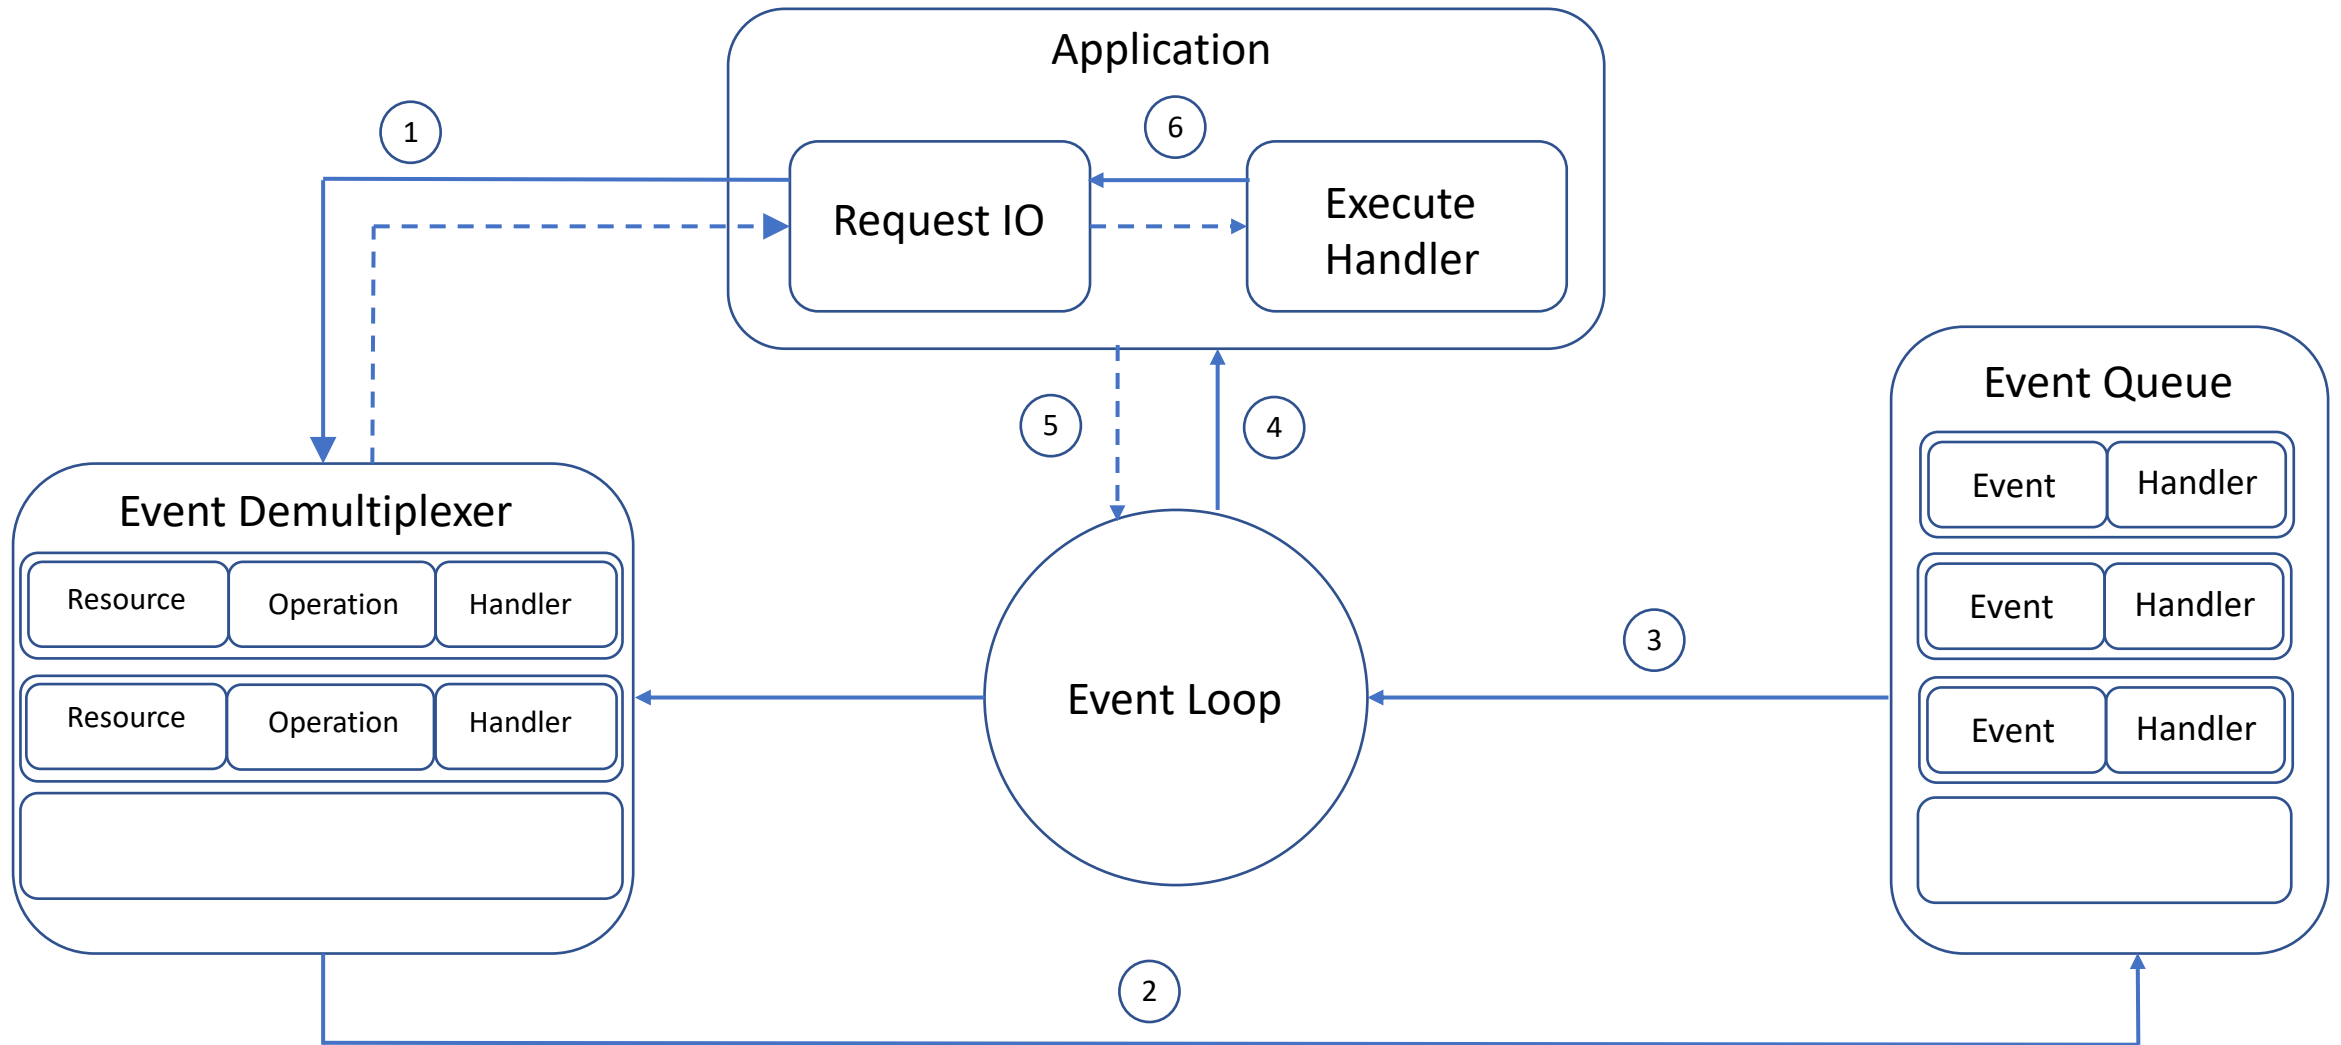 Application
1
6
Request IO
Execute
Handler
5
4
Event Queue
Event
Handler
Event
Handler
Event
Handler
Event Demultiplexer
Resource
Operation
Handler
Resource
Operation
Handler
Event Loop
3
2